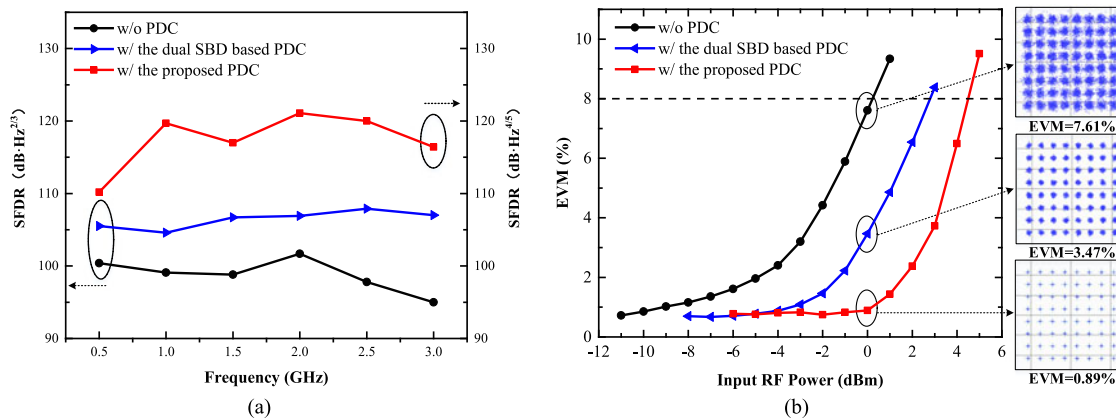 w/o PDC
w/ the dual SBD based PDC
w/ the proposed PDC
SFDR (dB·Hz2/3)
130
120
110
100
90
SFDR (dB·Hz4/5)
130
120
110
100
90
0.5 1.0 1.5 2.0 2.5 3.0
Frequency (GHz)
(a)
w/o PDC
w/ the dual SBD based PDC
w/ the proposed PDC
EVM (%)
10
8
6
4
2
0
-12 -10 -8 -6 -4 -2 0 2 4 6
Input RF Power (dBm)
(b)
EVM=7.61%
EVM=3.47%
EVM=0.89%